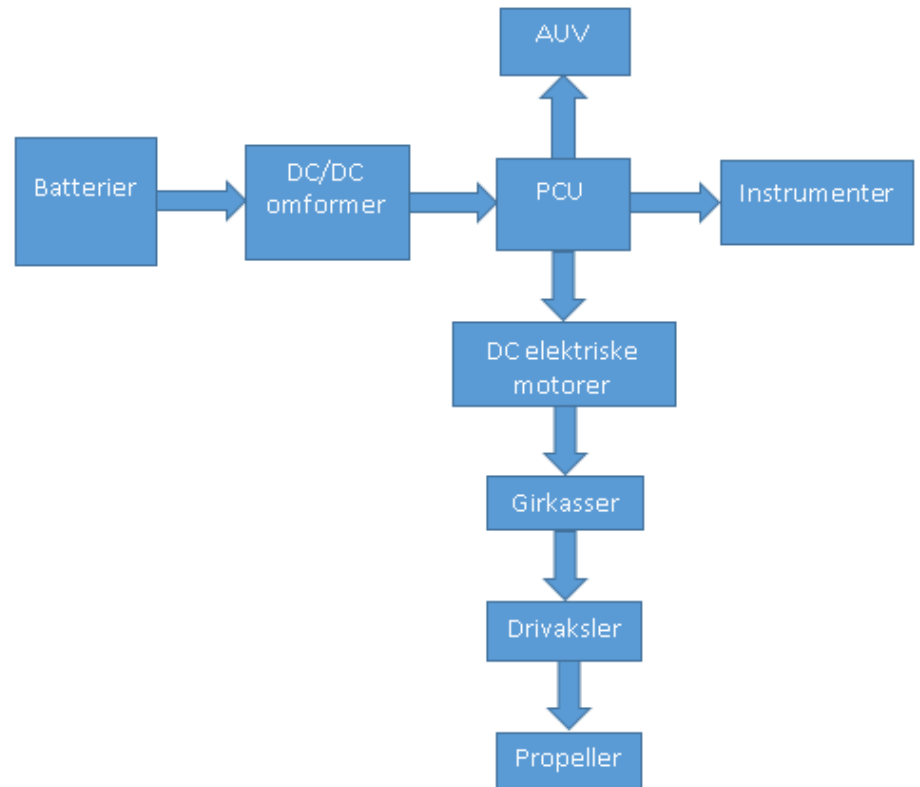 AUV
Batterier
DC/DC
omformer
PCU
Instrumenter
DC elektriske
motorer
Girkasser
Drivaksler
Propeller